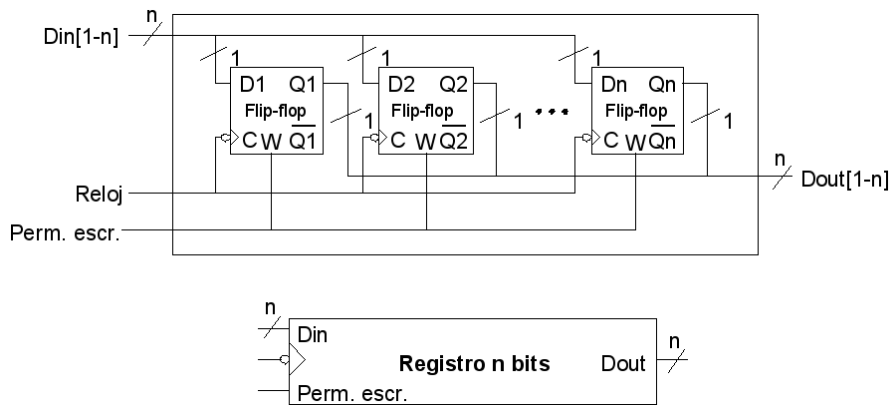 n
Din[1-n]
1 1 1
D1 Q1 D2 Q2 Dn Qn
Flip-flop Flip-flop Flip-flop
1 1 ... 1
C W Q1 C W Q2 C W Qn
n
Reloj
Dout[1-n]
Perm. escr.
n
Din
n
Registro n bits Dout
Perm. escr.